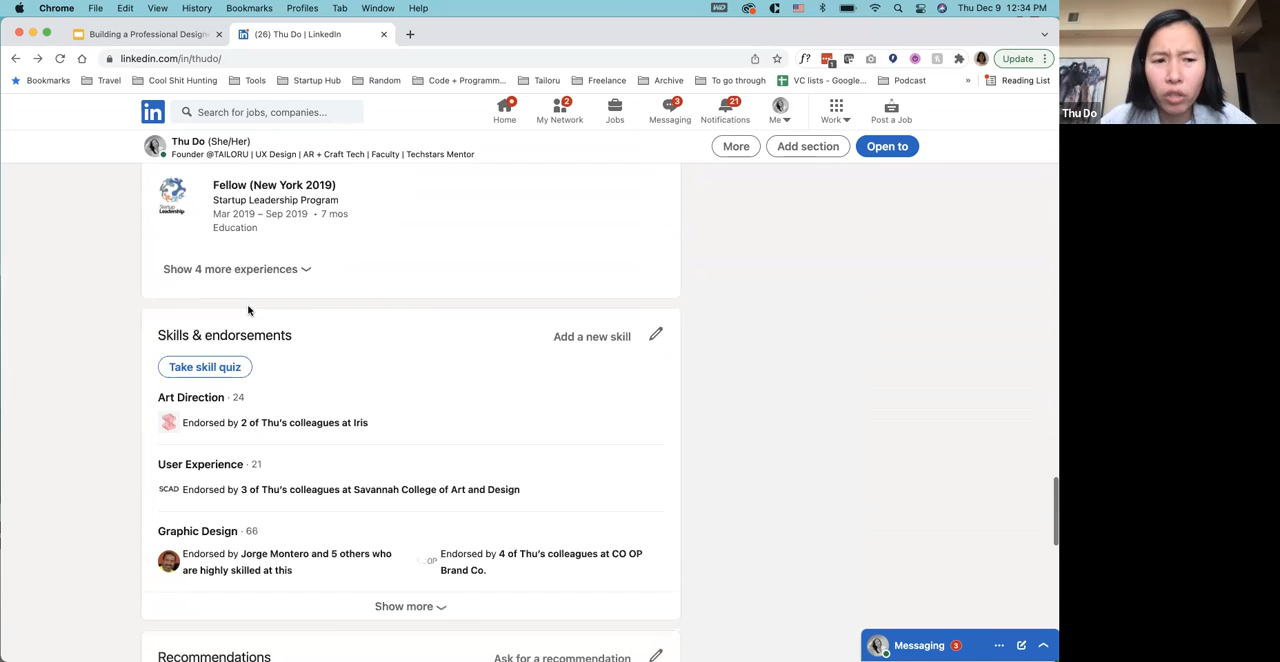 Chrome File Edit View History Bookmarks Profiles Tab Window Help Thu Dec 9 12:34 PM
Building a Professional Design (26) Thu Do | LinkedIn
linkedin.com/in/thudo/ f? 1 Update
Bookmarks Travel Cool Shit Hunting Tools Startup Hub Random Code + Programm... Tailoru Freelance Archive To go through VC lists - Google... Podcast » Reading List
in Search for jobs, companies... Home 2 My Network Jobs 3 Messaging 21 Notifications Me Work Post a Job
Thu Do (She/Her)
Founder @TAILORU | UX Design | AR + Craft Tech | Faculty | Techstars Mentor
More Add section Open to
Startup Leadership
Fellow (New York 2019)
Startup Leadership Program
Mar 2019 – Sep 2019 • 7 mos
Education
Show 4 more experiences
Skills & endorsements Add a new skill
Take skill quiz
Art Direction · 24
Endorsed by 2 of Thu's colleagues at Iris
User Experience · 21
SCAD Endorsed by 3 of Thu's colleagues at Savannah College of Art and Design
Graphic Design · 66
Endorsed by Jorge Montero and 5 others who
are highly skilled at this
OP Endorsed by 4 of Thu's colleagues at CO OP
Brand Co.
Show more
Recommendations Ask for a recommendation
Messaging 3
Thu Do